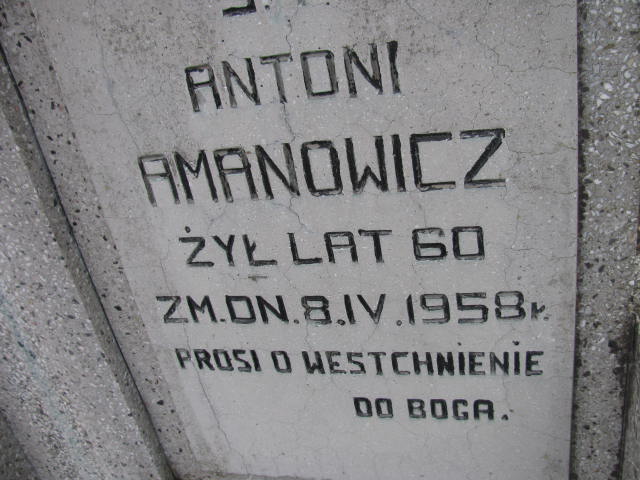 ANTONI
AMANOWICZ
ŻYŁ LAT 60
ZM. DN. 8.IV.1958 R.
PROSI O WESTCHNIENIE
DO BOGA.